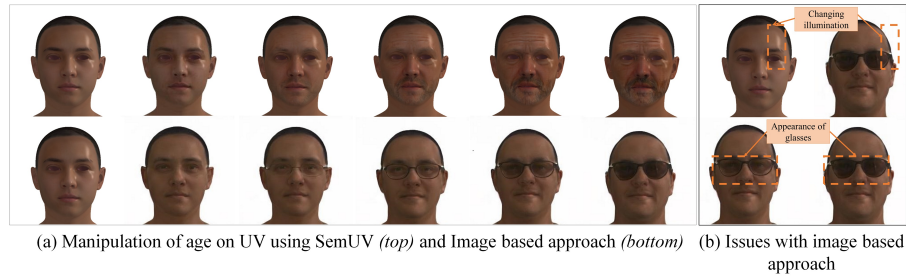 Changing
illumination
Appearance of
glasses
(a) Manipulation of age on UV using SemUV (top) and Image based approach (bottom)
(b) Issues with image based
approach